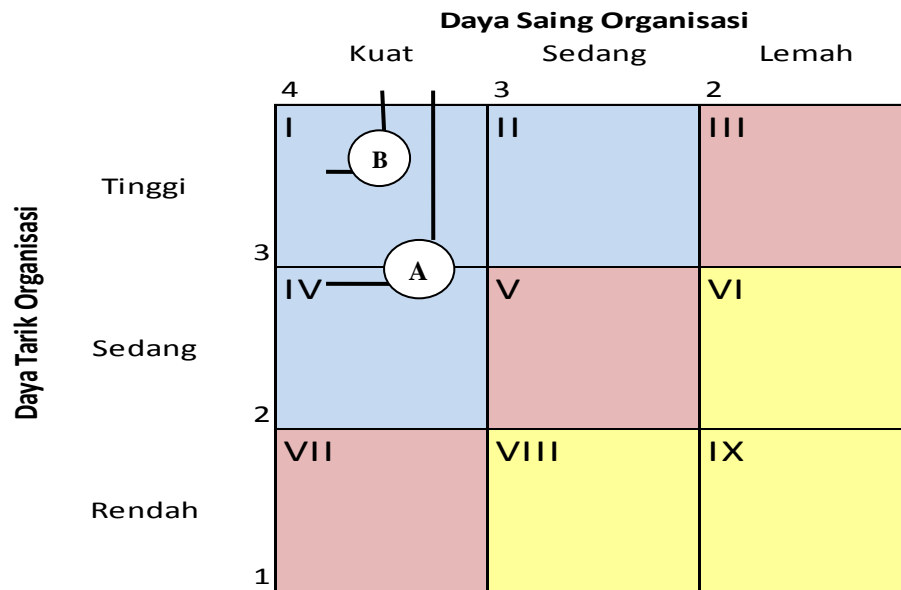 Daya Saing Organisasi
Kuat Sedang Lemah
4 3 2
I II III
B
Tinggi
Daya Tarik Organisasi
3
A
IV V VI
Sedang
2
VII VIII IX
Rendah
1